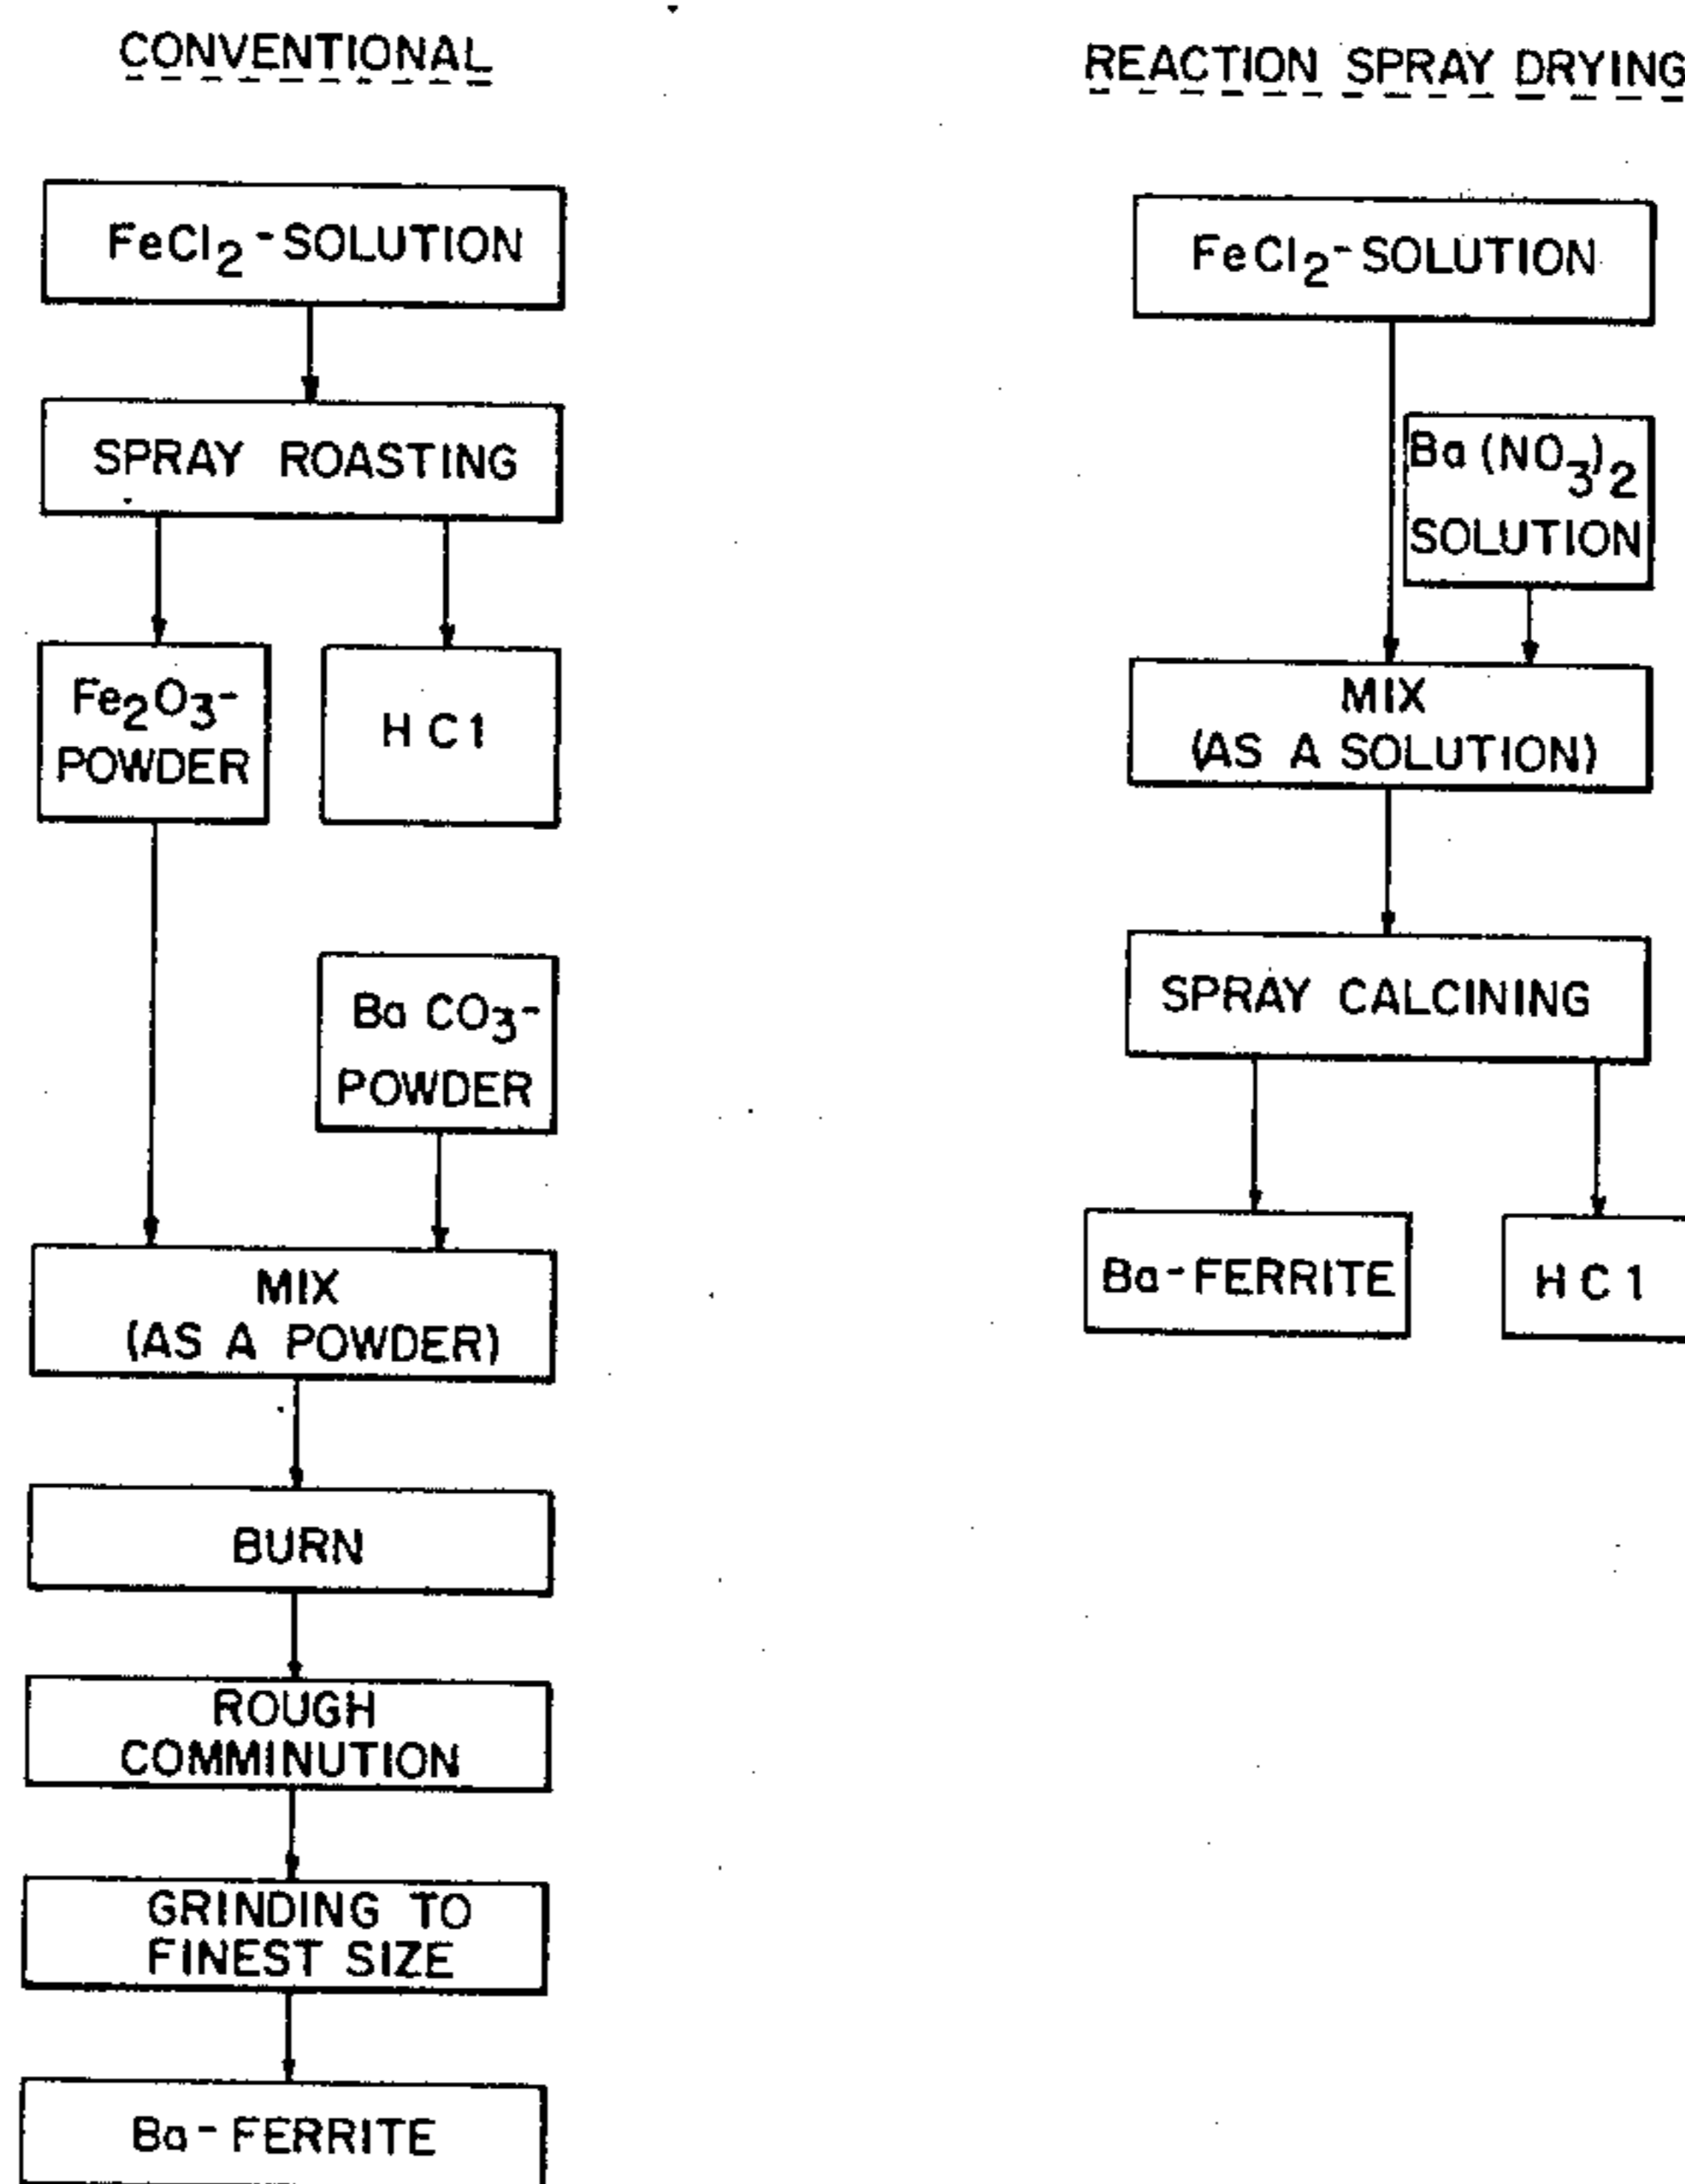 CONVENTIONAL
FeCl2-SOLUTION
SPRAY ROASTING
Fe2O3-
POWDER
HCl
Ba CO3-
POWDER
MIX
(AS A POWDER)
BURN
ROUGH
COMMINUTION
GRINDING TO
FINEST SIZE
Ba-FERRITE
REACTION SPRAY DRYING
FeCl2-SOLUTION
Ba(NO3)2
SOLUTION
MIX
(AS A SOLUTION)
SPRAY CALCINING
Ba-FERRITE
HCl